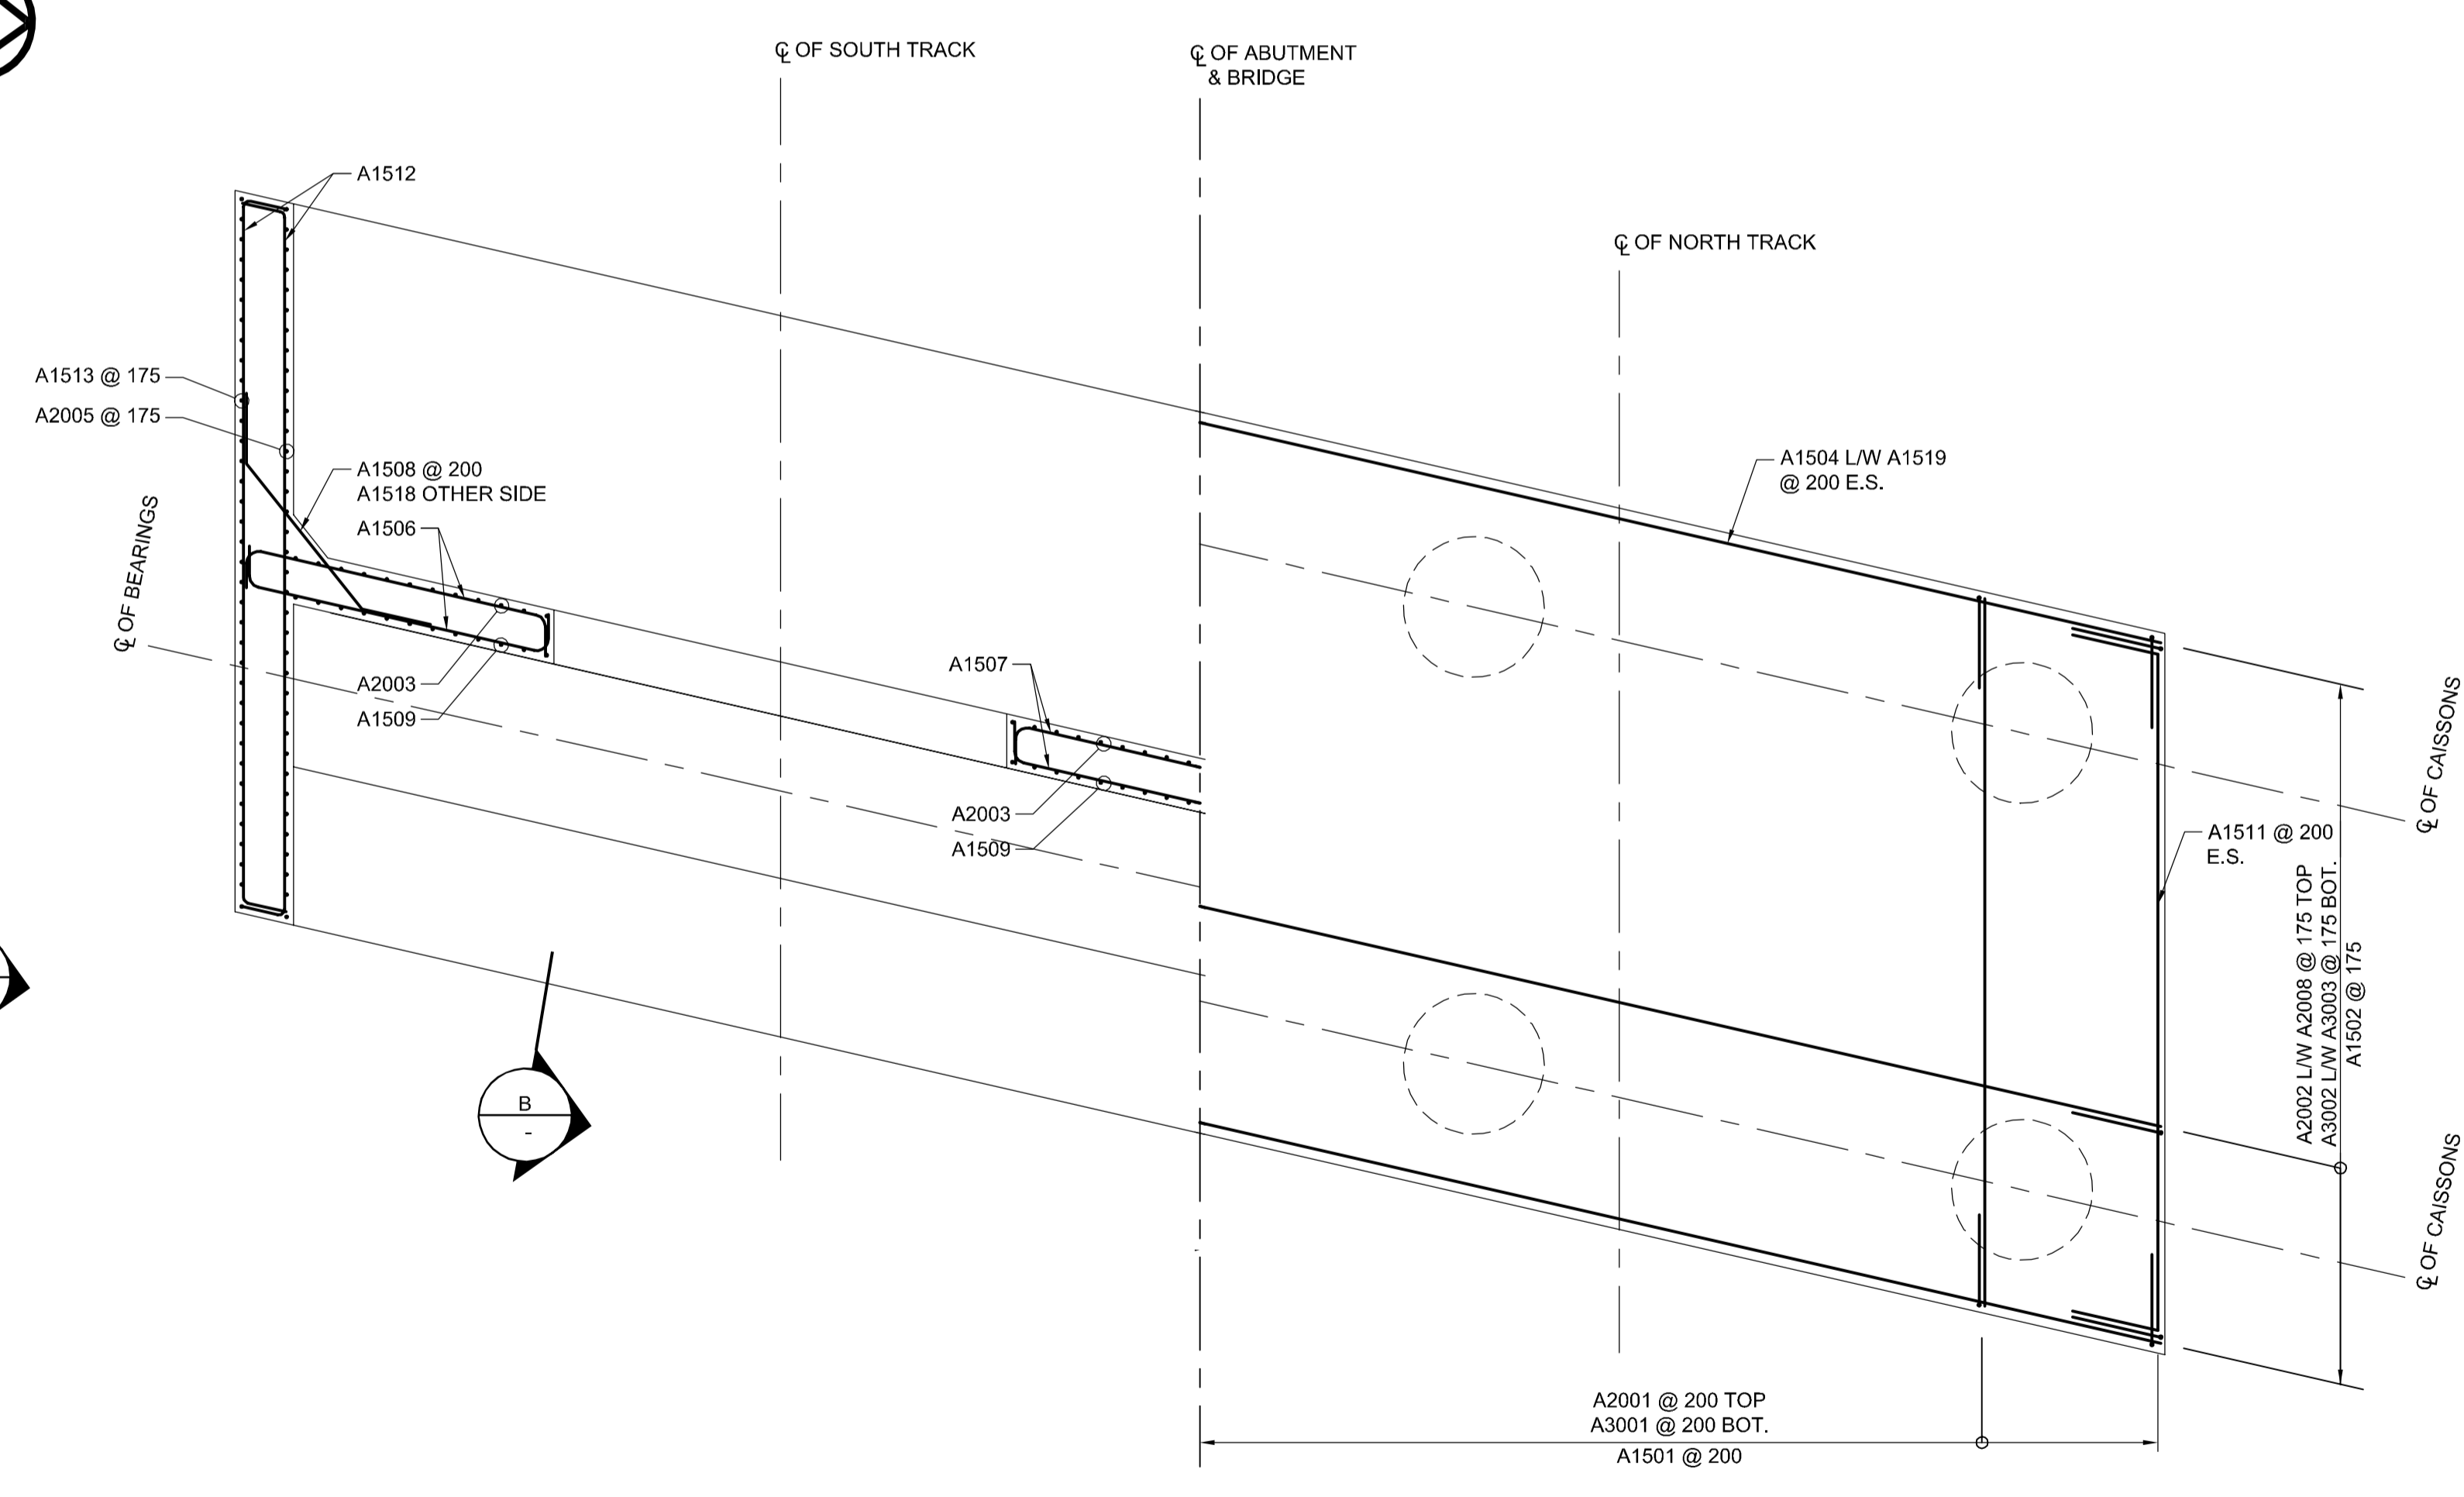 ℄ OF SOUTH TRACK
℄ OF ABUTMENT
& BRIDGE
℄ OF NORTH TRACK
A1512
A1513 @ 175
A2005 @ 175
A1508 @ 200
A1518 OTHER SIDE
A1506
℄ OF BEARINGS
A2003
A1509
A1507
A2003
A1509
A1504 L/W A1519
@ 200 E.S.
℄ OF CAISSONS
A1511 @ 200
E.S.
A2002 L/W A2008 @ 175 TOP
A3002 L/W A3003 @ 175 BOT.
A1502 @ 175
℄ OF CAISSONS
B
-
A2001 @ 200 TOP
A3001 @ 200 BOT.
A1501 @ 200